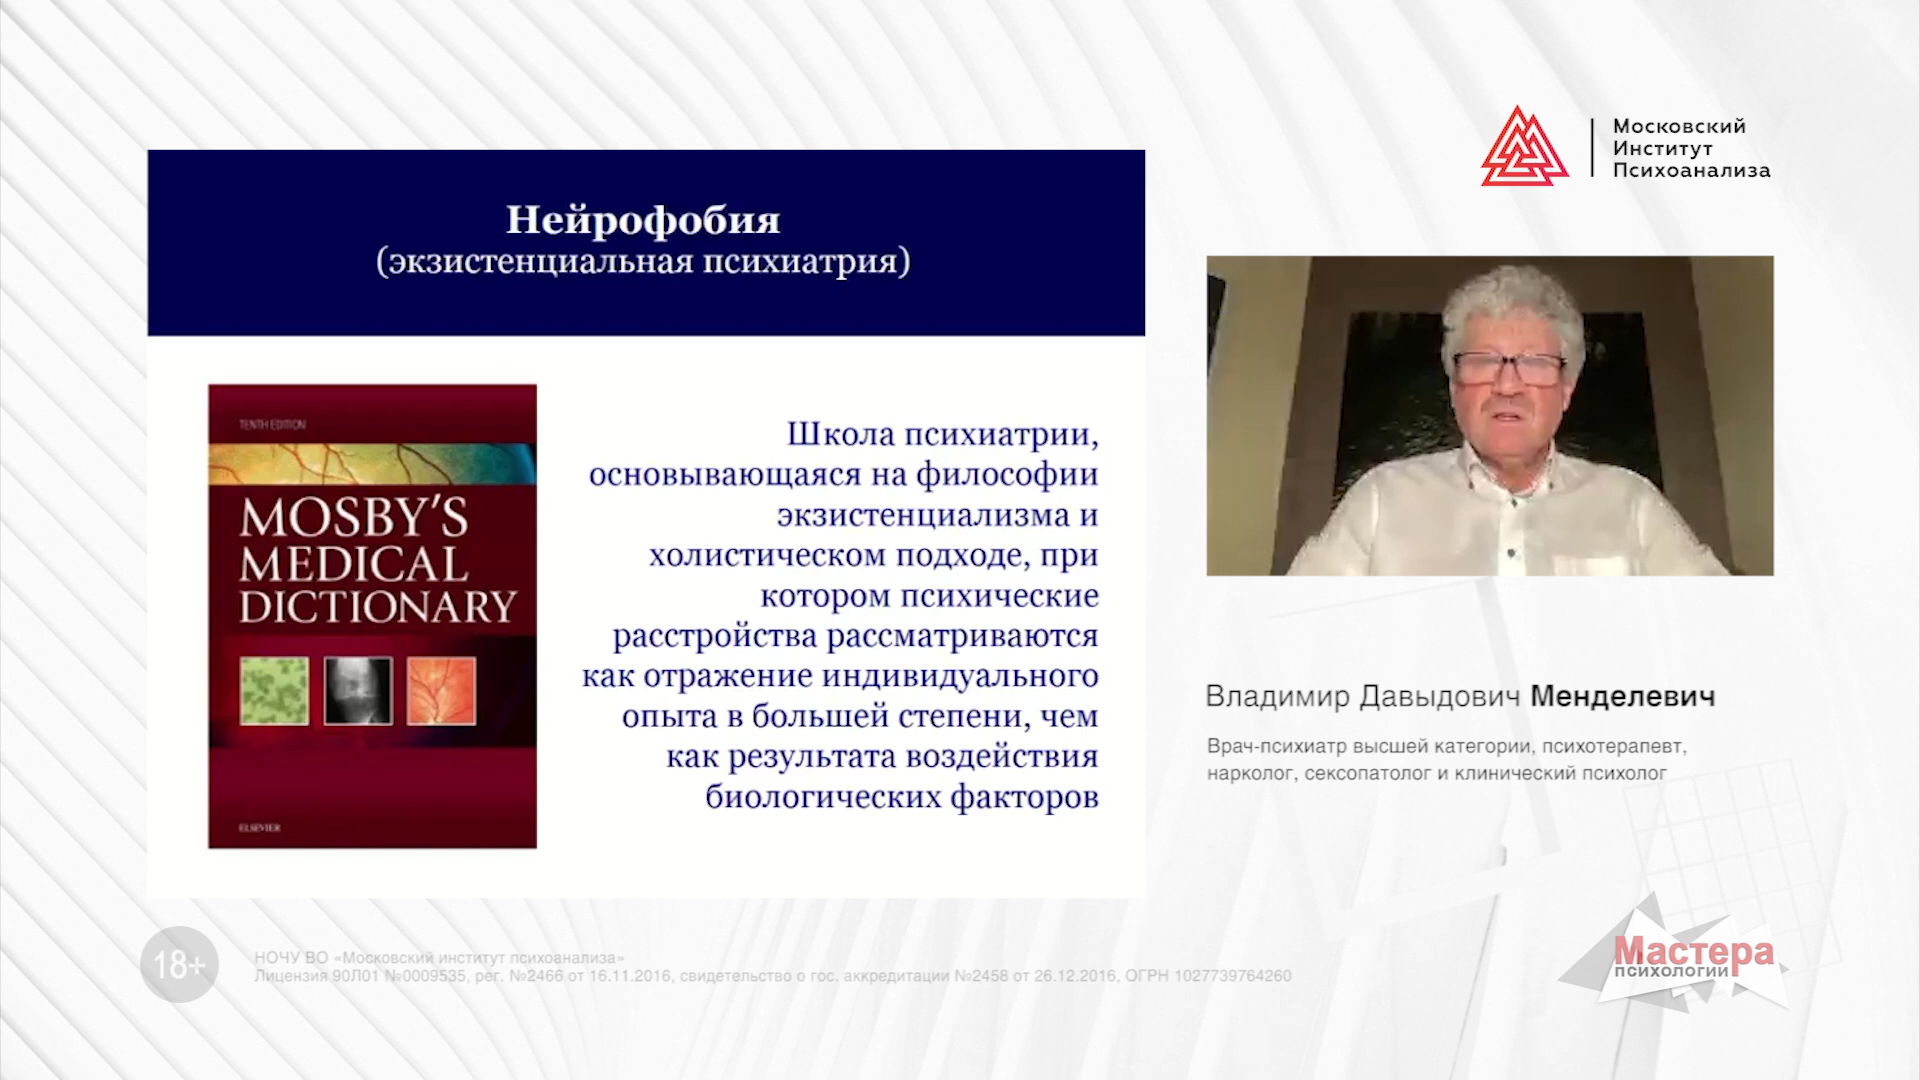 Московский
Институт
Психоанализа
Нейрофобия
(экзистенциальная психиатрия)
TENTH EDITION
MOSBY'S
MEDICAL
DICTIONARY
ELSEVIER
Школа психиатрии,
основывающаяся на философии
экзистенциализма и
холистическом подходе, при
котором психические
расстройства рассматриваются
как отражение индивидуального
опыта в большей степени, чем
как результата воздействия
биологических факторов
Владимир Давыдович Менделевич
Врач-психиатр высшей категории, психотерапевт,
нарколог, сексопатолог и клинический психолог
18+
НОЧУ ВО «Московский институт психоанализа»
Лицензия 90Л01 №0009535, рег. №2466 от 16.11.2016, свидетельство о гос. аккредитации №2458 от 26.12.2016, ОГРН 1027739764260
Мастера
психологии